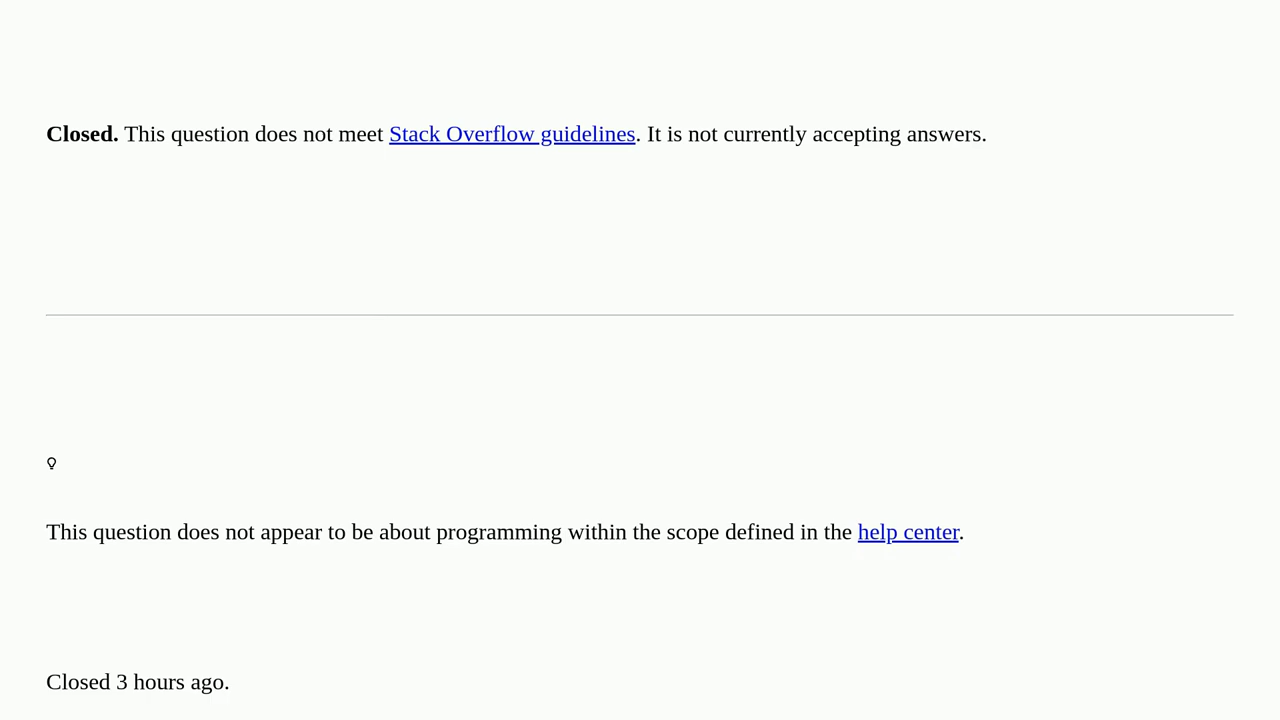 Closed. This question does not meet Stack Overflow guidelines. It is not currently accepting answers.
This question does not appear to be about programming within the scope defined in the help center.
Closed 3 hours ago.